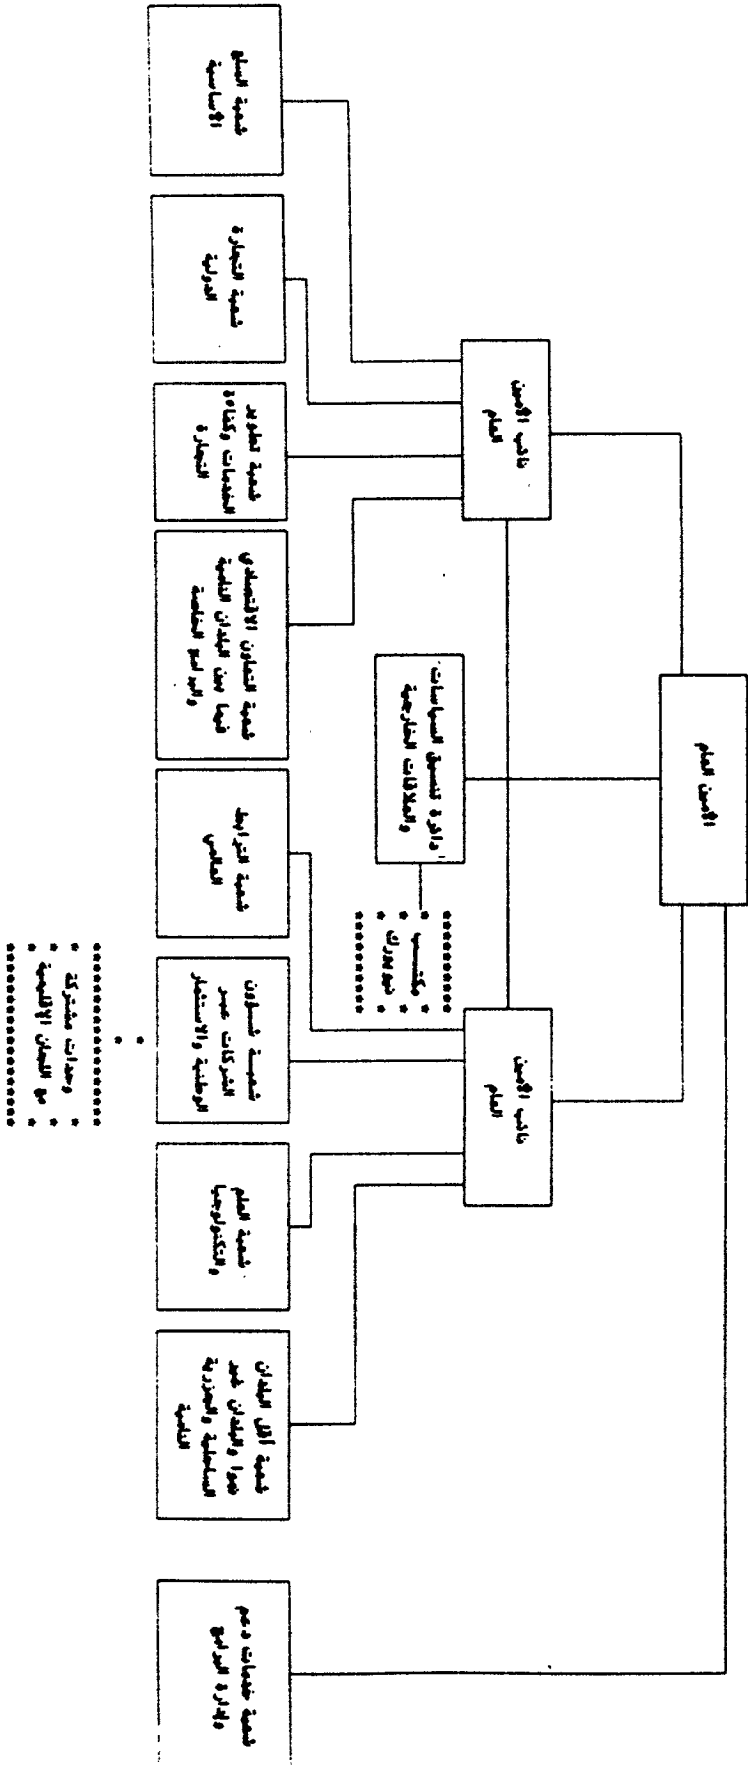 الأمين العام
نائب الأمين
العام
نائب الأمين
العام
دائرة تنسيق السياسات
والعلاقات الخارجية
مكتب
نيويورك
شعبة السلع
الأساسية
شعبة التجارة
الدولية
شعبة تطوير
الخدمات وكفاءة
التجارة
شعبة التعاون الاقتصادي
فيما بين البلدان النامية
والبرامج الخاصة
شعبة الترابط
العالمي
شعبة شؤون
الشركات عبر
الوطنية والاستثمار
شعبة العلم
والتكنولوجيا
شعبة أقل البلدان
نموا والبلدان غير
الساحلية والجزرية
النامية
شعبة خدمات دعم
وإدارة البرامج
وحدات مشتركة
مع اللجان الإقليمية